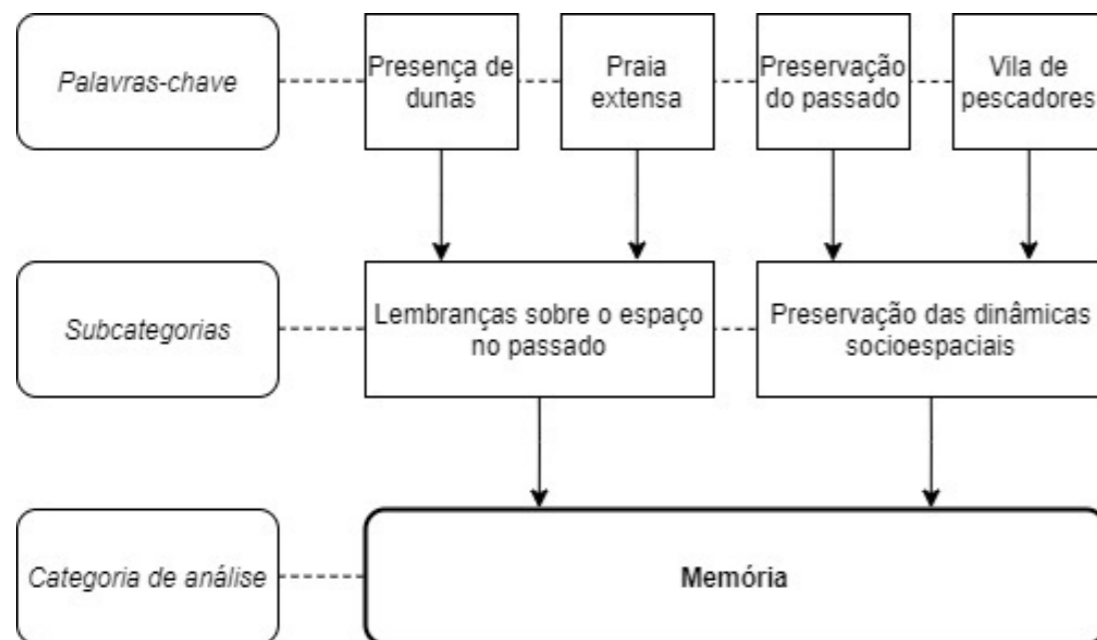 Palavras-chave
Presença de
dunas
Praia
extensa
Preservação
do passado
Vila de
pescadores
Subcategorias
Lembranças sobre o espaço
no passado
Preservação das dinâmicas
socioespaciais
Categoria de análise
Memória